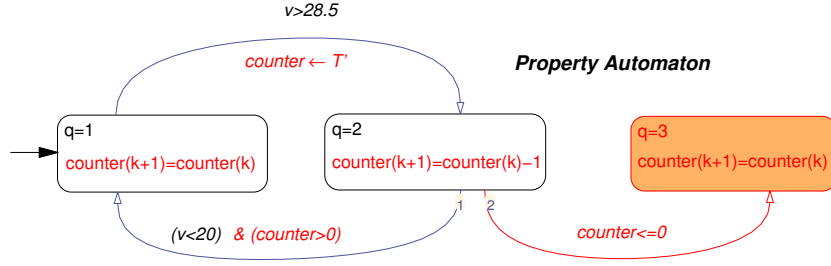 v>28.5
counter ← T'
Property Automaton
q=1
counter(k+1)=counter(k)
q=2
counter(k+1)=counter(k)−1
q=3
counter(k+1)=counter(k)
1
2
(v<20) & (counter>0)
counter<=0